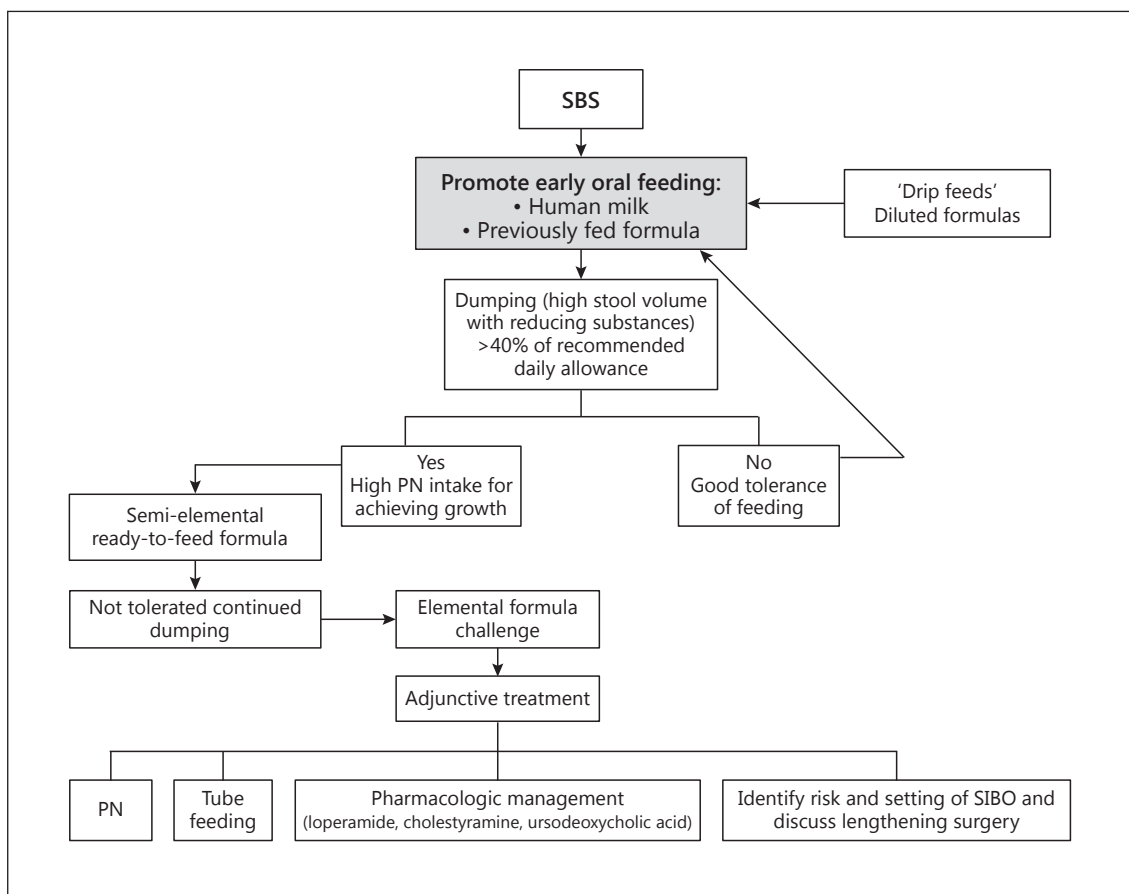 SBS
Promote early oral feeding:
• Human milk
• Previously fed formula
'Drip feeds'
Diluted formulas
Dumping (high stool volume
with reducing substances)
>40% of recommended
daily allowance
Yes
High PN intake for
achieving growth
No
Good tolerance
of feeding
Semi-elemental
ready-to-feed formula
Not tolerated continued
dumping
Elemental formula
challenge
Adjunctive treatment
PN
Tube
feeding
Pharmacologic management
(loperamide, cholestyramine, ursodeoxycholic acid)
Identify risk and setting of SIBO and
discuss lengthening surgery